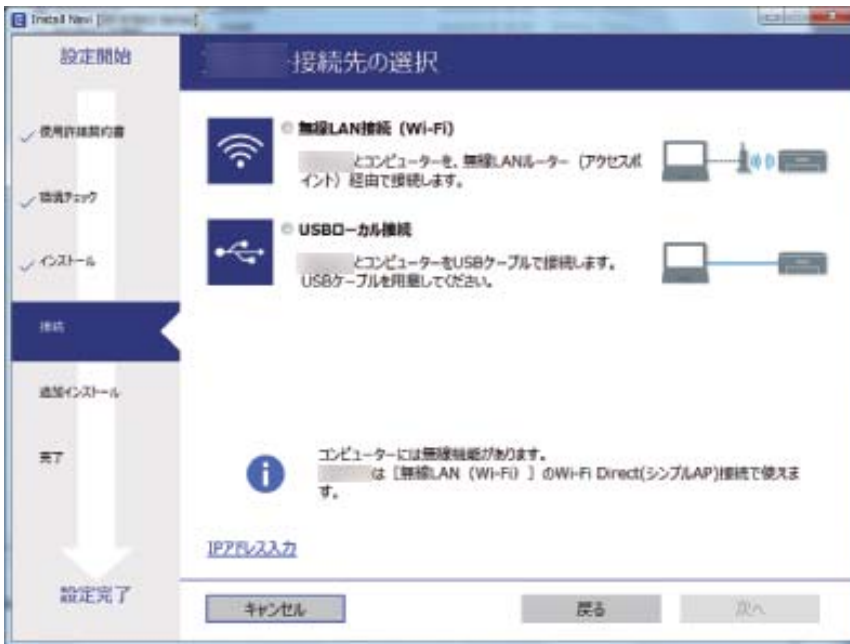 Install Navi [
設定開始
接続先の選択
使用許諾契約書
環境チェック
インストール
接続
追加インストール
完了
設定完了
無線LAN接続（Wi-Fi）
とコンピューターを、無線LANルーター（アクセスポ
イント）経由で接続します。
USBローカル接続
とコンピューターをUSBケーブルで接続します。
USBケーブルを用意してください。
コンピューターには無線機能があります。
は［無線LAN（Wi-Fi）］のWi-Fi Direct(シンプルAP)接続で使えま
す。
IPアドレス入力
キャンセル
戻る
次へ